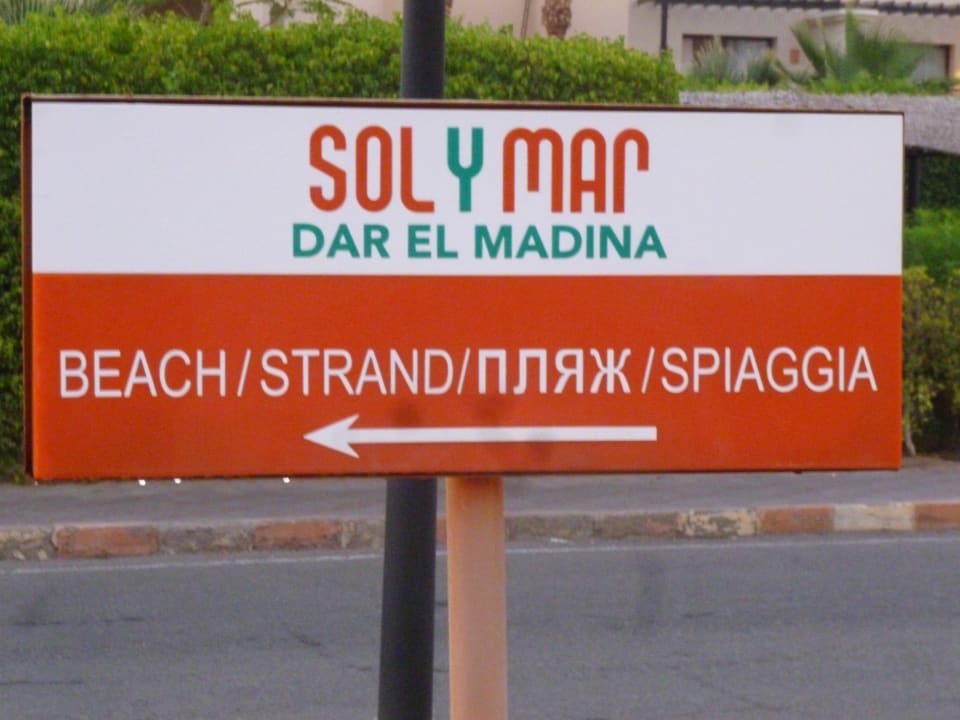 SOL Y MAR
DAR EL MADINA
BEACH/STRAND/ПЛЯЖ/SPIAGGIA